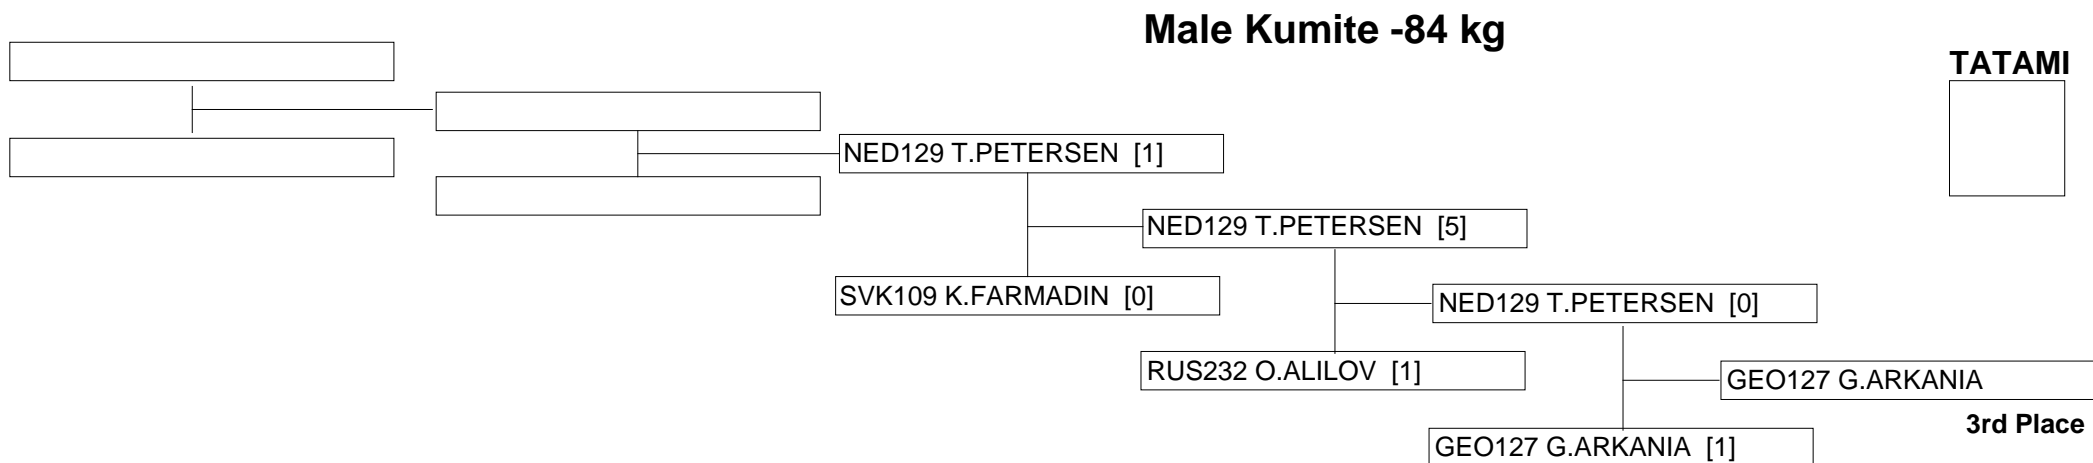 Male Kumite -84 kg
TATAMI
NED129 T.PETERSEN [1]
NED129 T.PETERSEN [5]
SVK109 K.FARMADIN [0]
NED129 T.PETERSEN [0]
RUS232 O.ALILOV [1]
GEO127 G.ARKANIA
3rd Place
GEO127 G.ARKANIA [1]